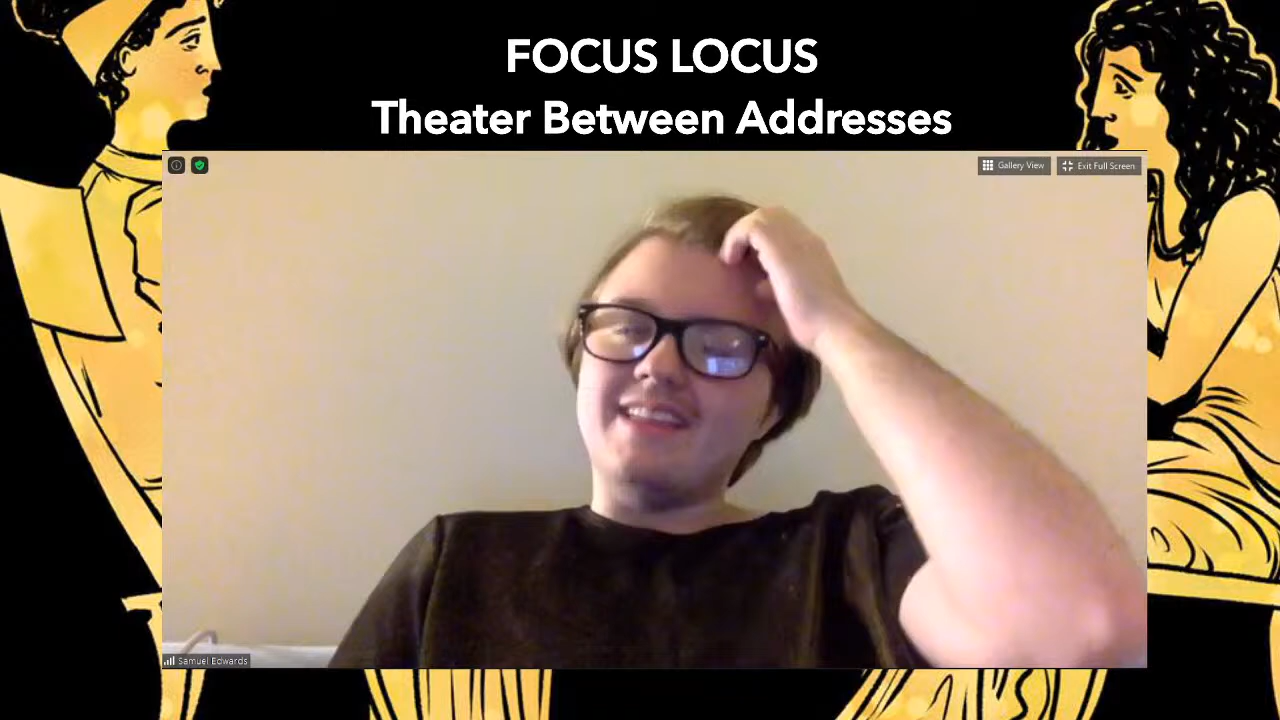 FOCUS LOCUS
Theater Between Addresses
Gallery View
Exit Full Screen
Samuel Edwards